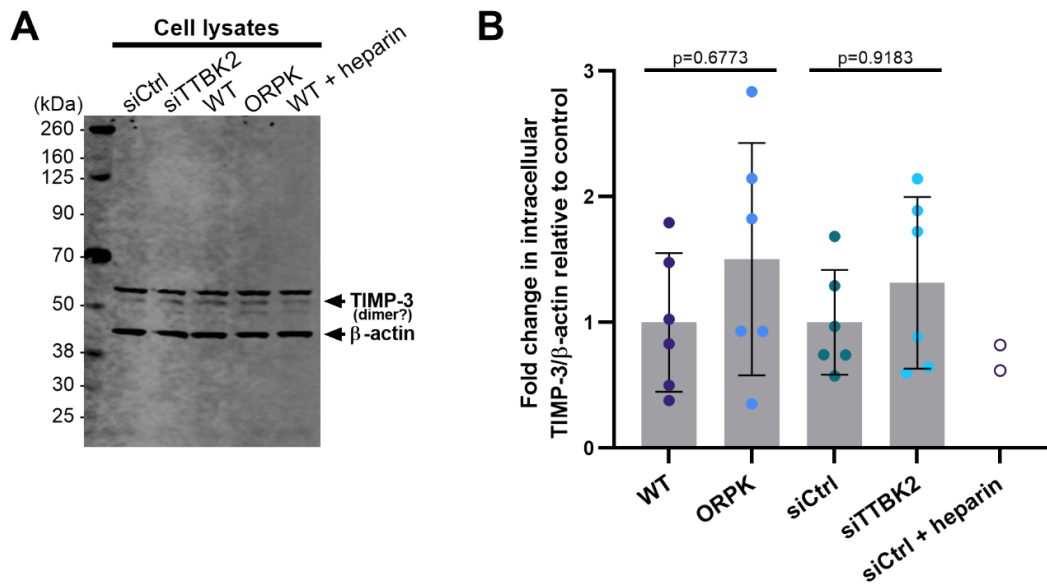 A
Cell lysates
(kDa)
siCtrl
siTTBK2
WT
ORPK
WT + heparin
260
160
125
90
70
50
38
30
25
TIMP-3
(dimer?)
β-actin
B
p=0.6773
p=0.9183
Fold change in intracellular
TIMP-3/β-actin relative to control
3
2
1
0
WT
ORPK
siCtrl
siTTBK2
siCtrl + heparin